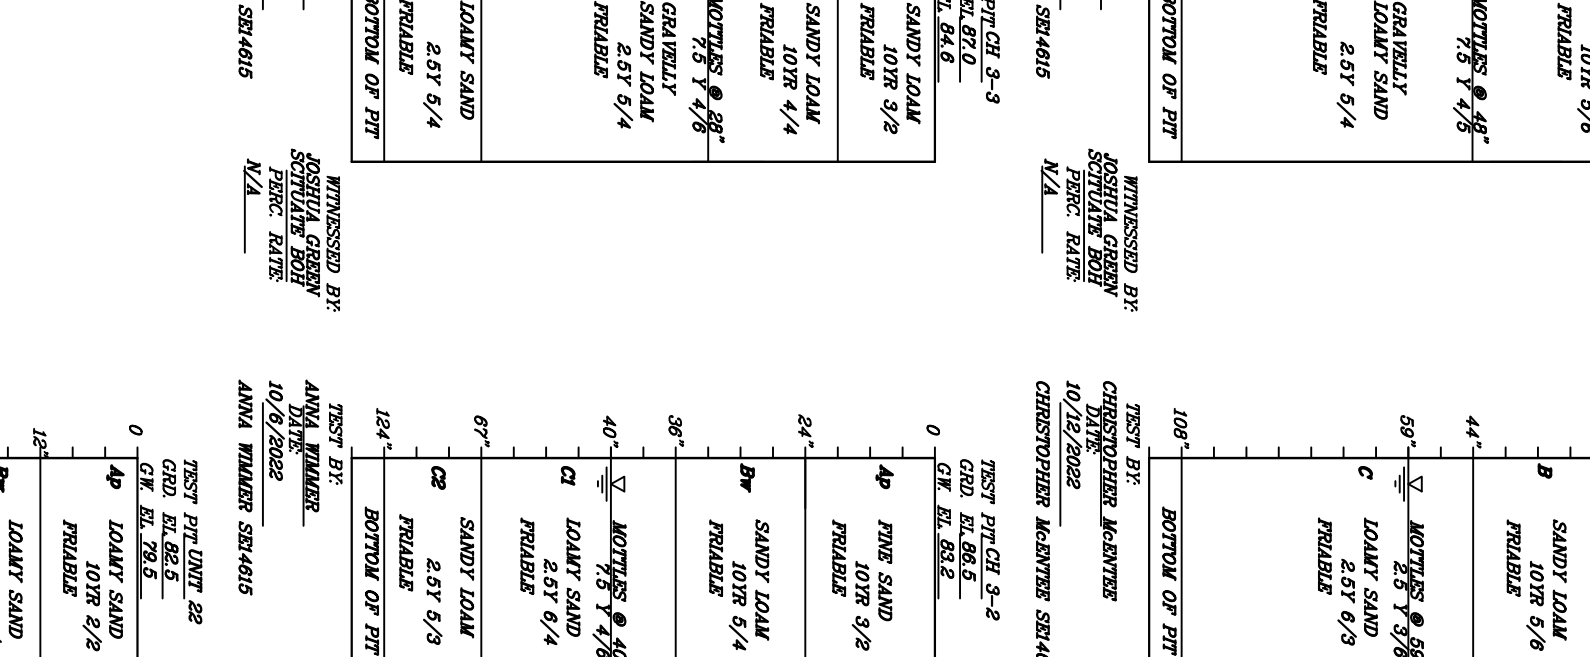 10YR 5/6
FRIABLE
MOTTLES @ 48"
7.5 Y 4/5
GRAVELLY
LOAMY SAND
2.5Y 5/4
FRIABLE
BOTTOM OF PIT
WITNESSED BY:
JOSHUA GREEN
SCITUATE BOH
PERC. RATE:
N/A
SE14615
B
SANDY LOAM
10YR 5/6
FRIABLE
44"
59"
MOTTLES @ 59
2.5 Y 3/6
C
LOAMY SAND
2.5Y 6/3
FRIABLE
108"
BOTTOM OF PIT
TEST BY:
CHRISTOPHER McENTEE
DATE:
10/12/2022
CHRISTOPHER McENTEE SE14
PIT CH 3-3
EL 87.0
EL 84.6
SANDY LOAM
10YR 3/2
FRIABLE
SANDY LOAM
10YR 4/4
FRIABLE
MOTTLES @ 28"
7.5 Y 4/6
GRAVELLY
SANDY LOAM
2.5Y 5/4
FRIABLE
LOAMY SAND
2.5Y 5/4
FRIABLE
BOTTOM OF PIT
WITNESSED BY:
JOSHUA GREEN
SCITUATE BOH
PERC. RATE:
N/A
SE14615
TEST PIT CH 3-2
GRD. EL 86.5
GW. EL 83.2
0
Ap
FINE SAND
10YR 3/2
FRIABLE
24"
Bw
SANDY LOAM
10YR 5/4
FRIABLE
36"
40"
MOTTLES @ 40
7.5 Y 4/6
C1
LOAMY SAND
2.5Y 6/4
FRIABLE
67"
C2
SANDY LOAM
2.5Y 5/3
FRIABLE
124"
BOTTOM OF PIT
TEST BY:
ANNA WIMMER
DATE:
10/6/2022
ANNA WIMMER SE14615
TEST PIT UNIT 22
GRD. EL 82.5
GW. EL 79.5
0
Ap
LOAMY SAND
10YR 2/2
FRIABLE
12"
Bw
LOAMY SAND